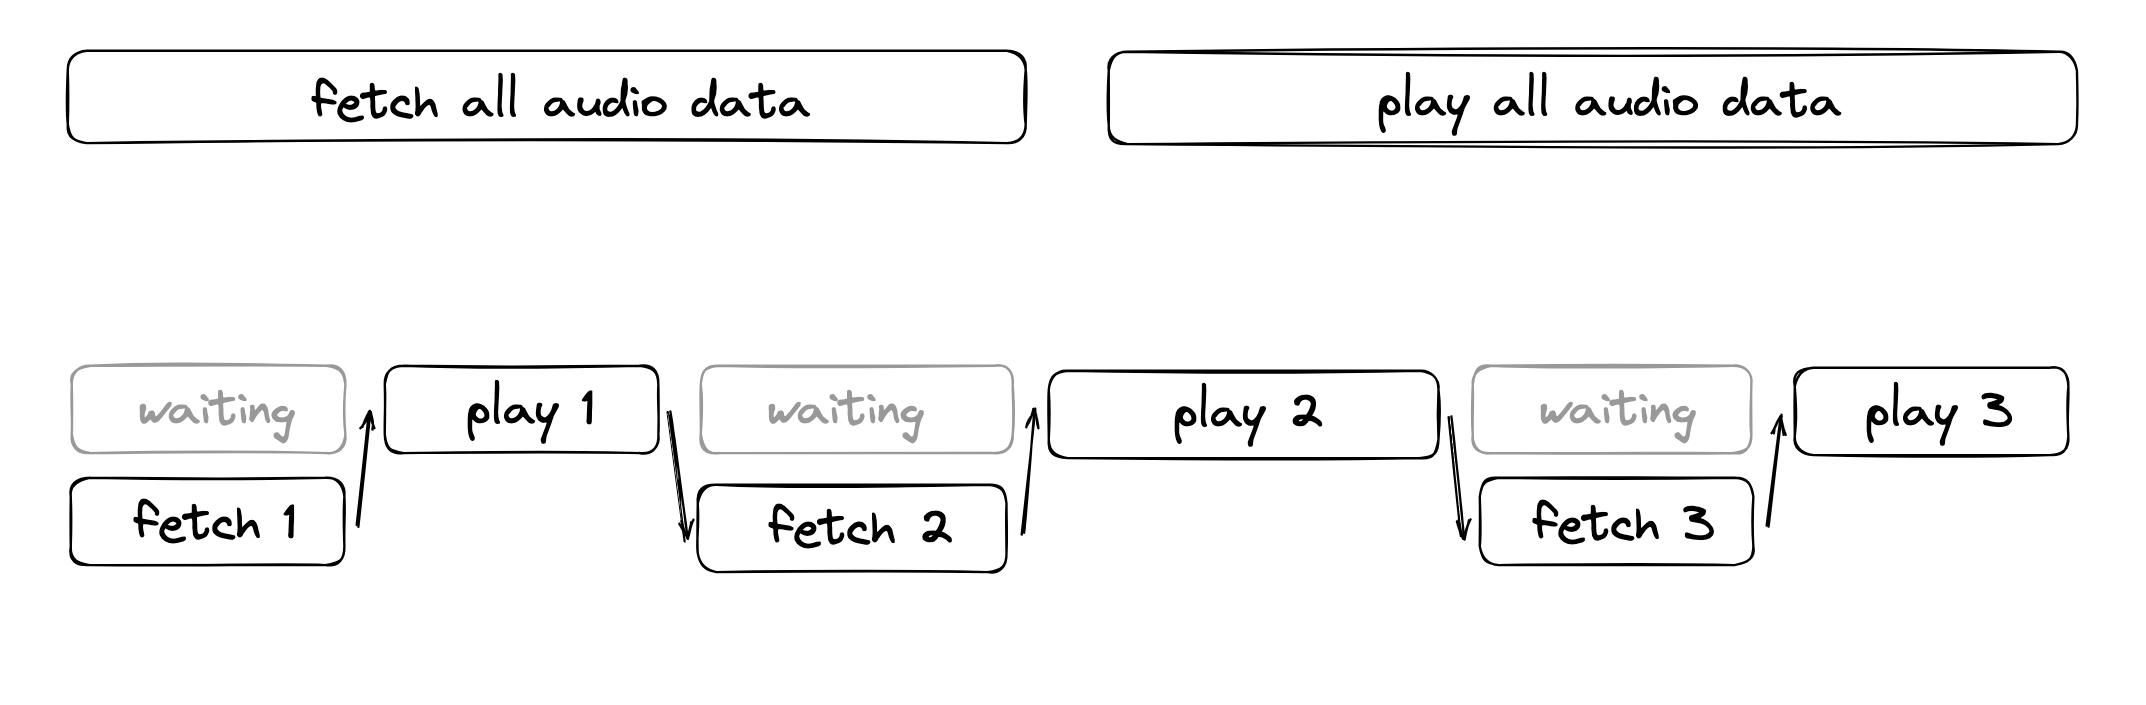 fetch all audio data
play all audio data
waiting
play 1
waiting
play 2
waiting
play 3
fetch 1
fetch 2
fetch 3